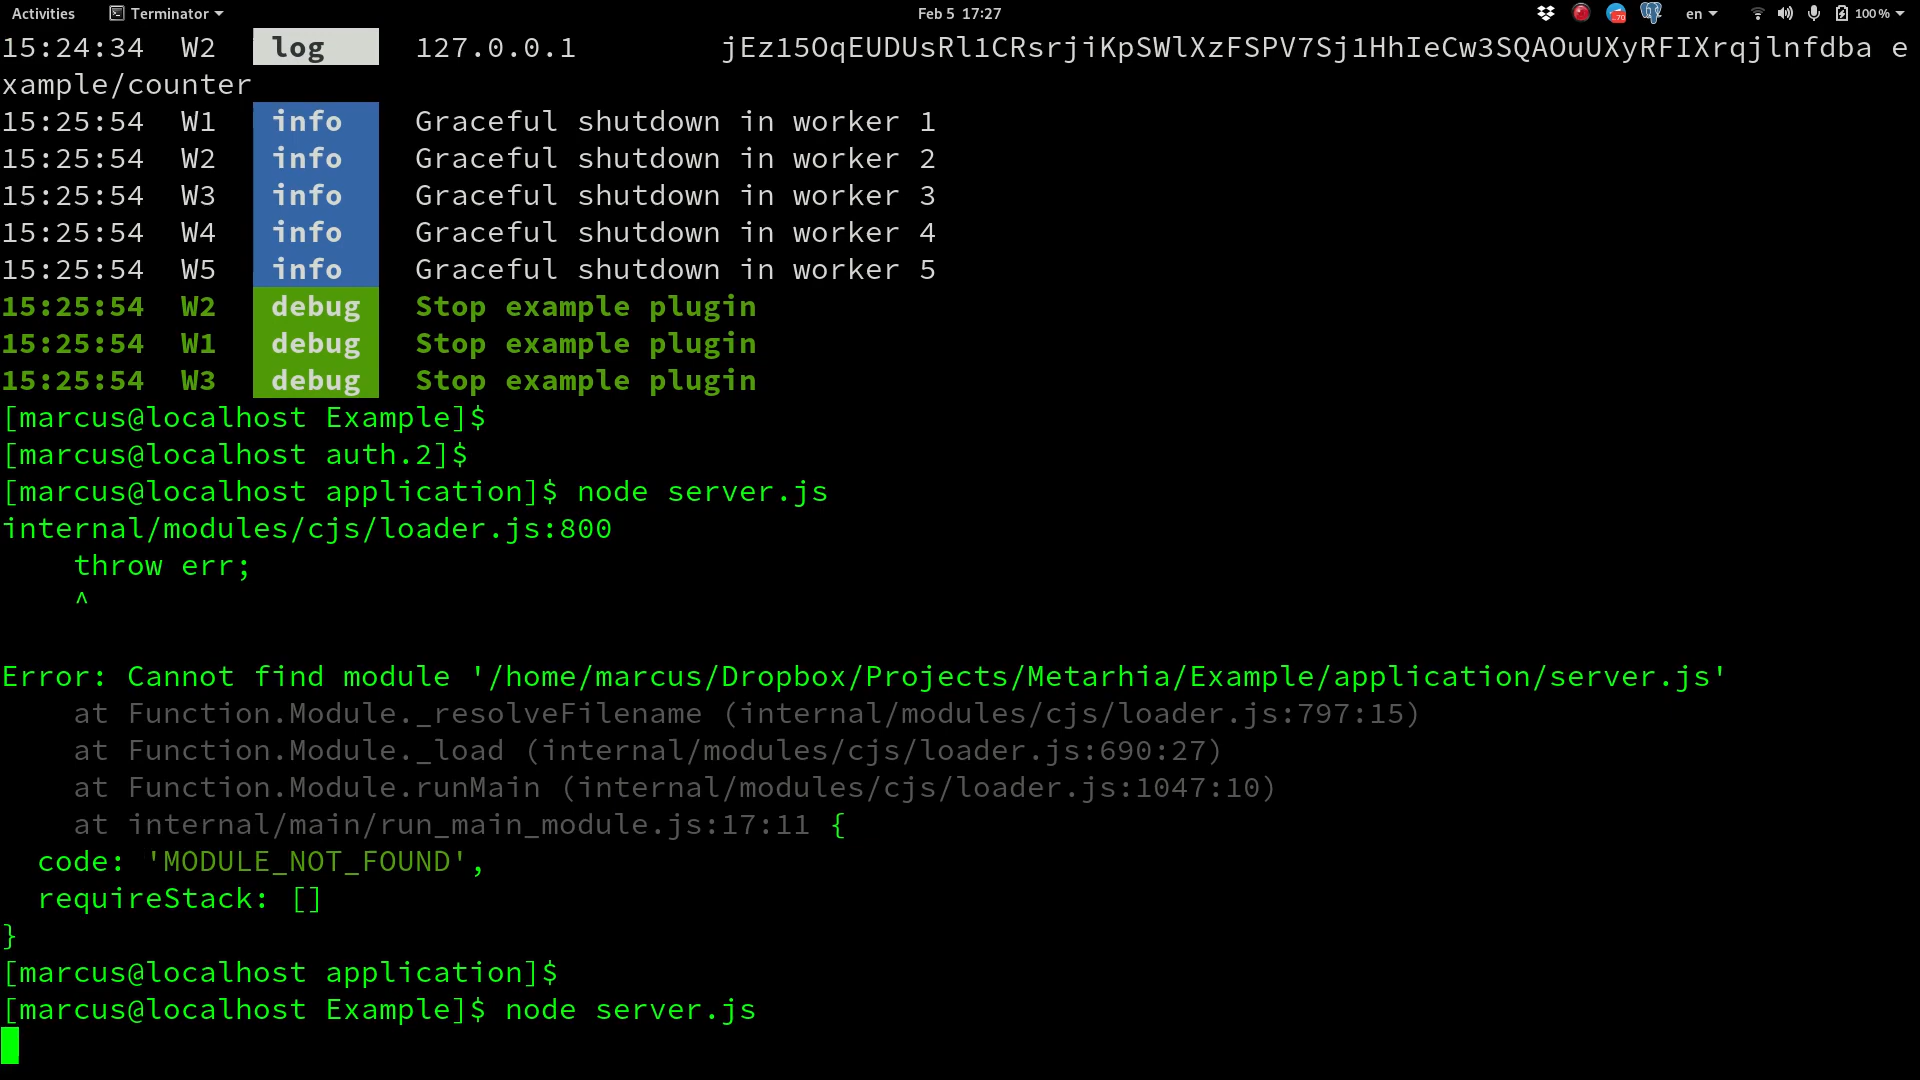 Activities Terminator Feb 5 17:27 70 en 100 %
15:24:34 W2 log 127.0.0.1 jEz15OqEUDUsRl1CRsrjiKpSWlXzFSPV7Sj1HhIeCw3SQAOuUXyRFIXrqjlnfdba e
xample/counter
15:25:54 W1 info Graceful shutdown in worker 1
15:25:54 W2 info Graceful shutdown in worker 2
15:25:54 W3 info Graceful shutdown in worker 3
15:25:54 W4 info Graceful shutdown in worker 4
15:25:54 W5 info Graceful shutdown in worker 5
15:25:54 W2 debug Stop example plugin
15:25:54 W1 debug Stop example plugin
15:25:54 W3 debug Stop example plugin
[marcus@localhost Example]$
[marcus@localhost auth.2]$
[marcus@localhost application]$ node server.js
internal/modules/cjs/loader.js:800
    throw err;
    ^
Error: Cannot find module '/home/marcus/Dropbox/Projects/Metarhia/Example/application/server.js'
    at Function.Module._resolveFilename (internal/modules/cjs/loader.js:797:15)
    at Function.Module._load (internal/modules/cjs/loader.js:690:27)
    at Function.Module.runMain (internal/modules/cjs/loader.js:1047:10)
    at internal/main/run_main_module.js:17:11 {
  code: 'MODULE_NOT_FOUND',
  requireStack: []
}
[marcus@localhost application]$
[marcus@localhost Example]$ node server.js